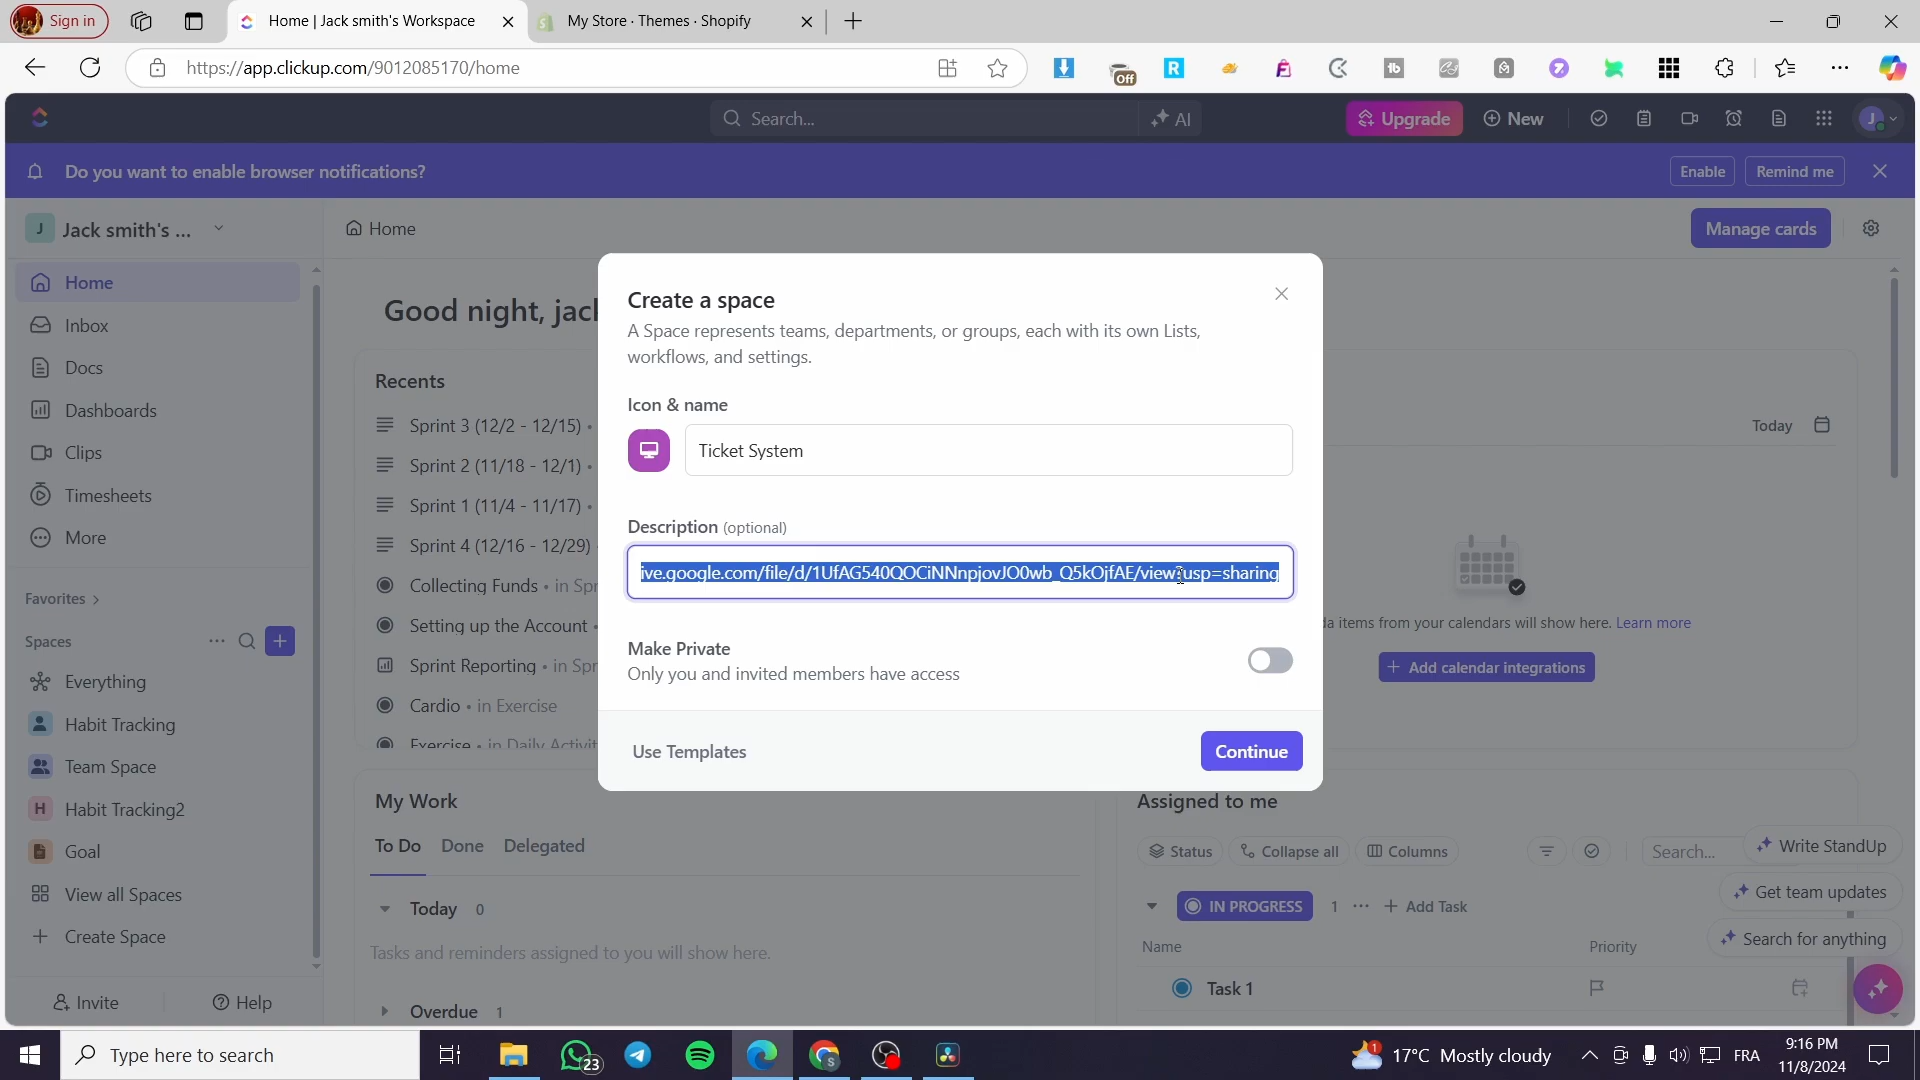 Sign in
Home | Jack smith's Workspace
My Store · Themes · Shopify
https://app.clickup.com/9012085170/home
Off
Search...
AI
Upgrade
New
J
Do you want to enable browser notifications?
Enable
Remind me
J Jack smith's ...
Home
Manage cards
Home
Inbox
Docs
Dashboards
Clips
Timesheets
More
Favorites
Spaces
Everything
Habit Tracking
Team Space
H Habit Tracking2
Goal
View all Spaces
Create Space
Invite
Help
Good night, jack
Recents
Sprint 3 (12/2 - 12/15) •
Sprint 2 (11/18 - 12/1) •
Sprint 1 (11/4 - 11/17) •
Sprint 4 (12/16 - 12/29)
Collecting Funds • in Sp
Setting up the Account •
Sprint Reporting • in Spr
Cardio • in Exercise
Exercise • in Daily Activit
Create a space
A Space represents teams, departments, or groups, each with its own Lists,
workflows, and settings.
Icon & name
Ticket System
Description (optional)
ive.google.com/file/d/1UfAG540QOCiNNnpjovJO0wb_Q5kOjfAE/view?usp=sharing
Make Private
Only you and invited members have access
Use Templates
Continue
Today
da items from your calendars will show here. Learn more
+ Add calendar integrations
My Work
To Do
Done
Delegated
Today 0
Tasks and reminders assigned to you will show here.
Overdue 1
Assigned to me
Status
Collapse all
Columns
Search...
Write StandUp
Get team updates
Search for anything
IN PROGRESS
1
Add Task
Name
Priority
Task 1
Type here to search
23
1
17°C Mostly cloudy
FRA
9:16 PM
11/8/2024